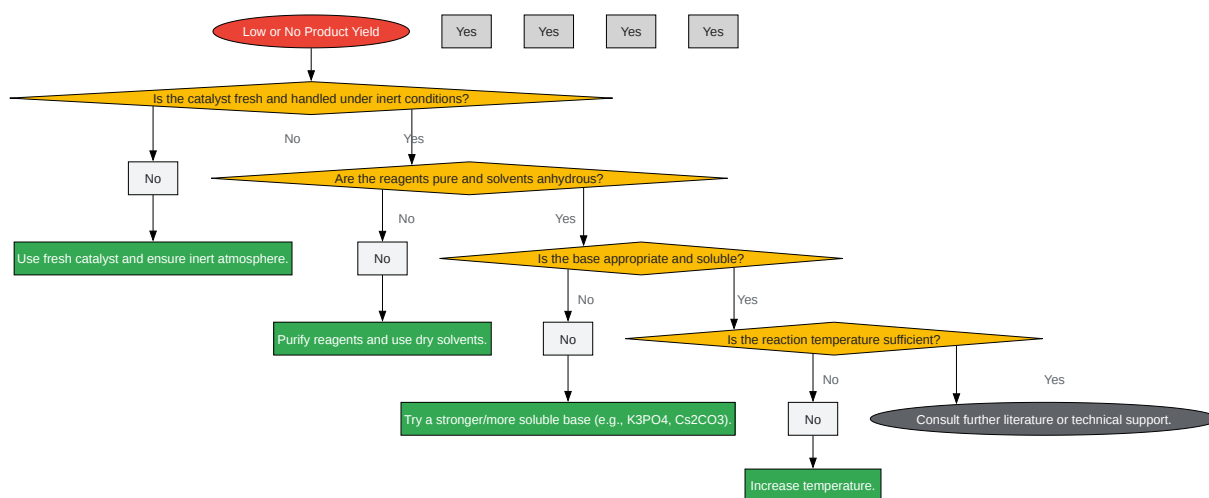 Low or No Product Yield
Yes
Yes
Yes
Yes
Is the catalyst fresh and handled under inert conditions?
No
Yes
No
Are the reagents pure and solvents anhydrous?
No
Yes
Use fresh catalyst and ensure inert atmosphere.
No
Is the base appropriate and soluble?
No
Yes
Purify reagents and use dry solvents.
No
Is the reaction temperature sufficient?
No
Yes
Try a stronger/more soluble base (e.g., K3PO4, Cs2CO3).
No
Consult further literature or technical support.
Increase temperature.